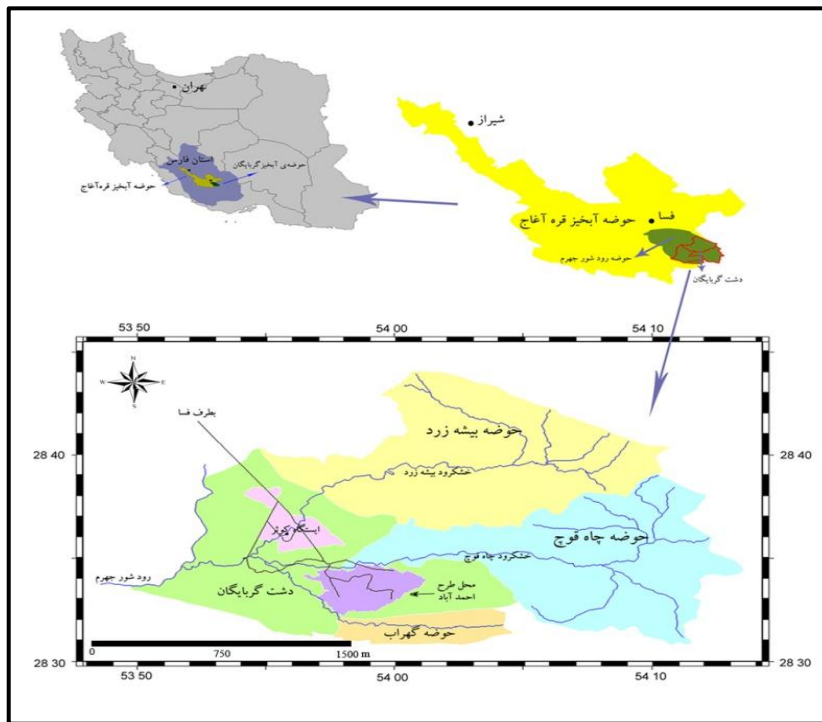 تهران
استان فارس
حوضه‌ی آبخیز گربایگان
حوضه آبخیز قره‌آغاج
شیراز
فسا
حوضه آبخیز قره آغاج
حوضه رود شور جهرم
دشت گربایگان
53 50
54 00
54 10
N
W
E
S
بطرف فسا
حوضه بیشه زرد
28 40
28 40
خشکرود بیشه زرد
ایستگاه کوثر
حوضه چاه قوچ
خشکرود چاه قوچ
رود شور جهرم
دشت گربایگان
محل طرح
احمد آباد
حوضه گهراب
0
750
1500 m
28 30
28 30
53 50
54 00
54 10